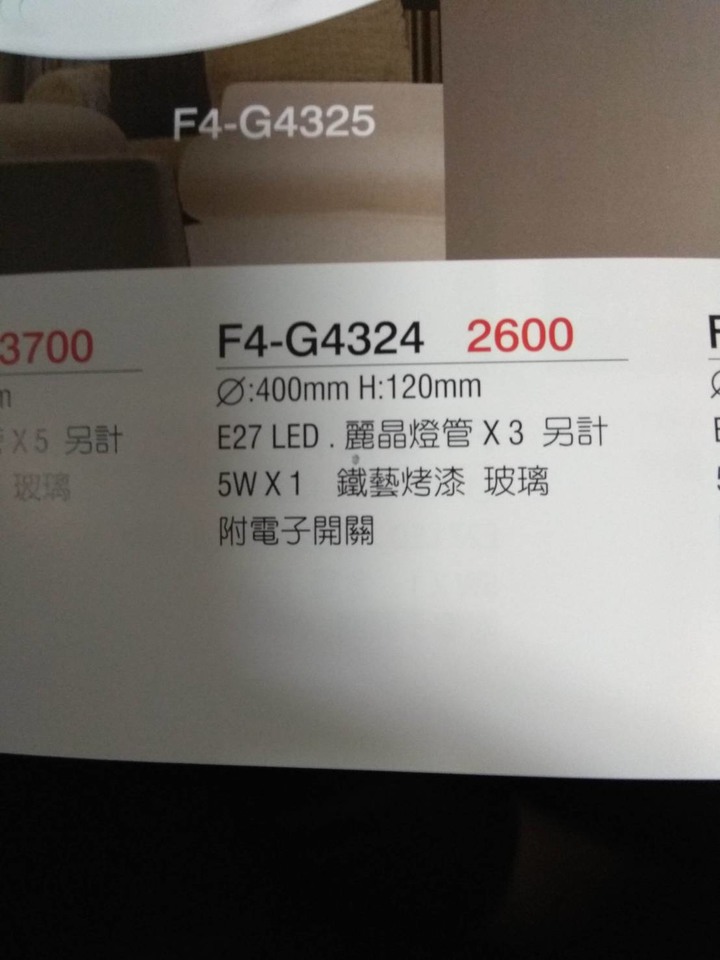 F4-G4325
3700
F4-G4324 2600
Ø:400mm H:120mm
X5 另計
E27 LED . 麗晶燈管 X 3 另計
玻璃
5W X 1 鐵藝烤漆 玻璃
附電子開關